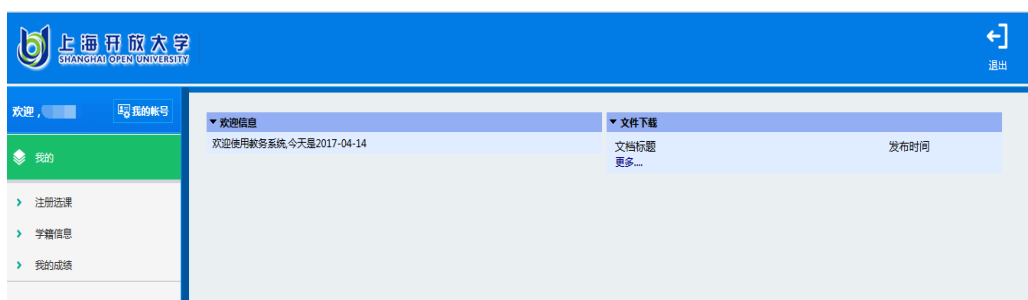 上海开放大学
SHANGHAI OPEN UNIVERSITY
退出
欢迎，
我的帐号
我的
注册选课
学籍信息
我的成绩
▼ 欢迎信息
欢迎使用教务系统,今天是2017-04-14
▼ 文件下载
文档标题 发布时间
更多....